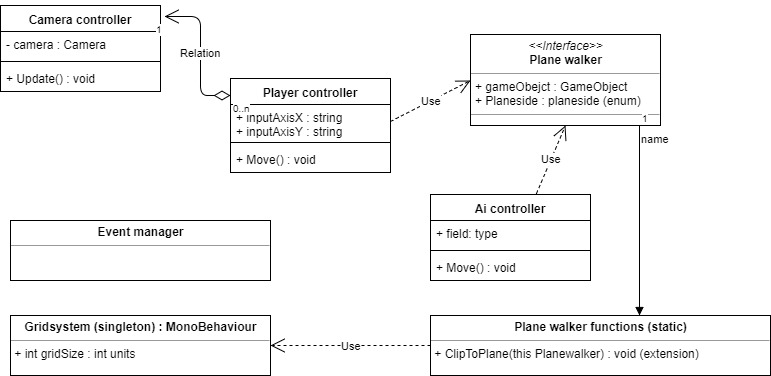 Camera controller
1
- camera : Camera
+ Update() : void
Relation
Player controller
0..n
+ inputAxisX : string
+ inputAxisY : string
+ Move() : void
Use
<<Interface>>
Plane walker
+ gameObejct : GameObject
+ Planeside : planeside (enum)
1
name
Use
Ai controller
+ field: type
+ Move() : void
Event manager
Gridsystem (singleton) : MonoBehaviour
+ int gridSize : int units
Use
Plane walker functions (static)
+ ClipToPlane(this Planewalker) : void (extension)